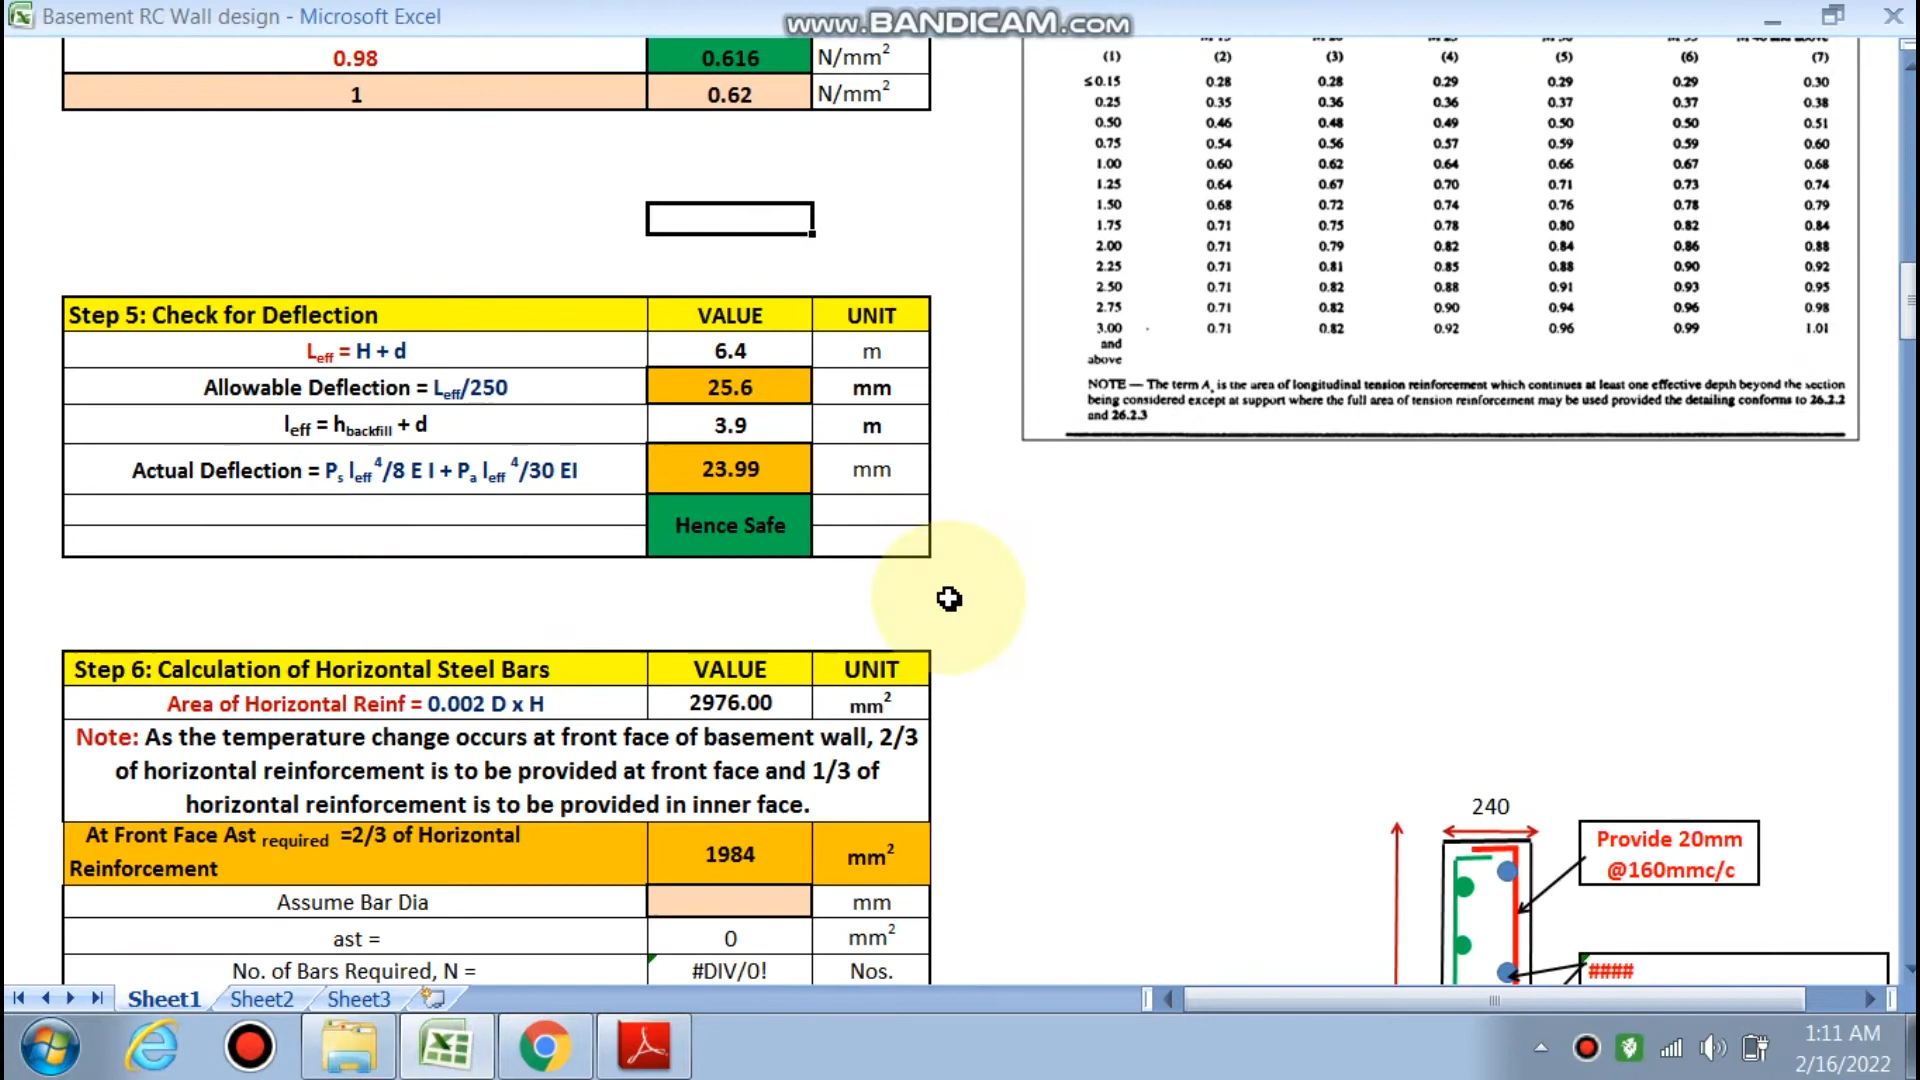 Basement RC Wall design - Microsoft Excel
www.BANDICAM.com
0.98 0.616 N/mm2
1 0.62 N/mm2
Step 5: Check for Deflection VALUE UNIT
Leff = H + d 6.4 m
Allowable Deflection = Leff/250 25.6 mm
leff = hbackfill + d 3.9 m
Actual Deflection = Ps leff 4/8 E I + Pa leff 4/30 EI 23.99 mm
Hence Safe
Step 6: Calculation of Horizontal Steel Bars VALUE UNIT
Area of Horizontal Reinf = 0.002 D x H 2976.00 mm2
Note: As the temperature change occurs at front face of basement wall, 2/3
of horizontal reinforcement is to be provided at front face and 1/3 of
horizontal reinforcement is to be provided in inner face.
At Front Face Ast required =2/3 of Horizontal
Reinforcement 1984 mm2
Assume Bar Dia mm
ast = 0 mm2
No. of Bars Required, N = #DIV/0! Nos.
(1) (2) (3) (4) (5) (6) (7)
≤0.15 0.28 0.28 0.29 0.29 0.29 0.30
0.25 0.35 0.36 0.36 0.37 0.37 0.38
0.50 0.46 0.48 0.49 0.50 0.50 0.51
0.75 0.54 0.56 0.57 0.59 0.59 0.60
1.00 0.60 0.62 0.64 0.66 0.67 0.68
1.25 0.64 0.67 0.70 0.71 0.73 0.74
1.50 0.68 0.72 0.74 0.76 0.78 0.79
1.75 0.71 0.75 0.78 0.80 0.82 0.84
2.00 0.71 0.79 0.82 0.84 0.86 0.88
2.25 0.71 0.81 0.85 0.88 0.90 0.92
2.50 0.71 0.82 0.88 0.91 0.93 0.95
2.75 0.71 0.82 0.90 0.94 0.96 0.98
3.00 0.71 0.82 0.92 0.96 0.99 1.01
and
above
NOTE — The term As is the area of longitudinal tension reinforcement which continues at least one effective depth beyond the section
being considered except at support where the full area of tension reinforcement may be used provided the detailing conforms to 26.2.2
and 26.2.3
240
Provide 20mm
@160mmc/c
####
Sheet1 Sheet2 Sheet3
1:11 AM
2/16/2022